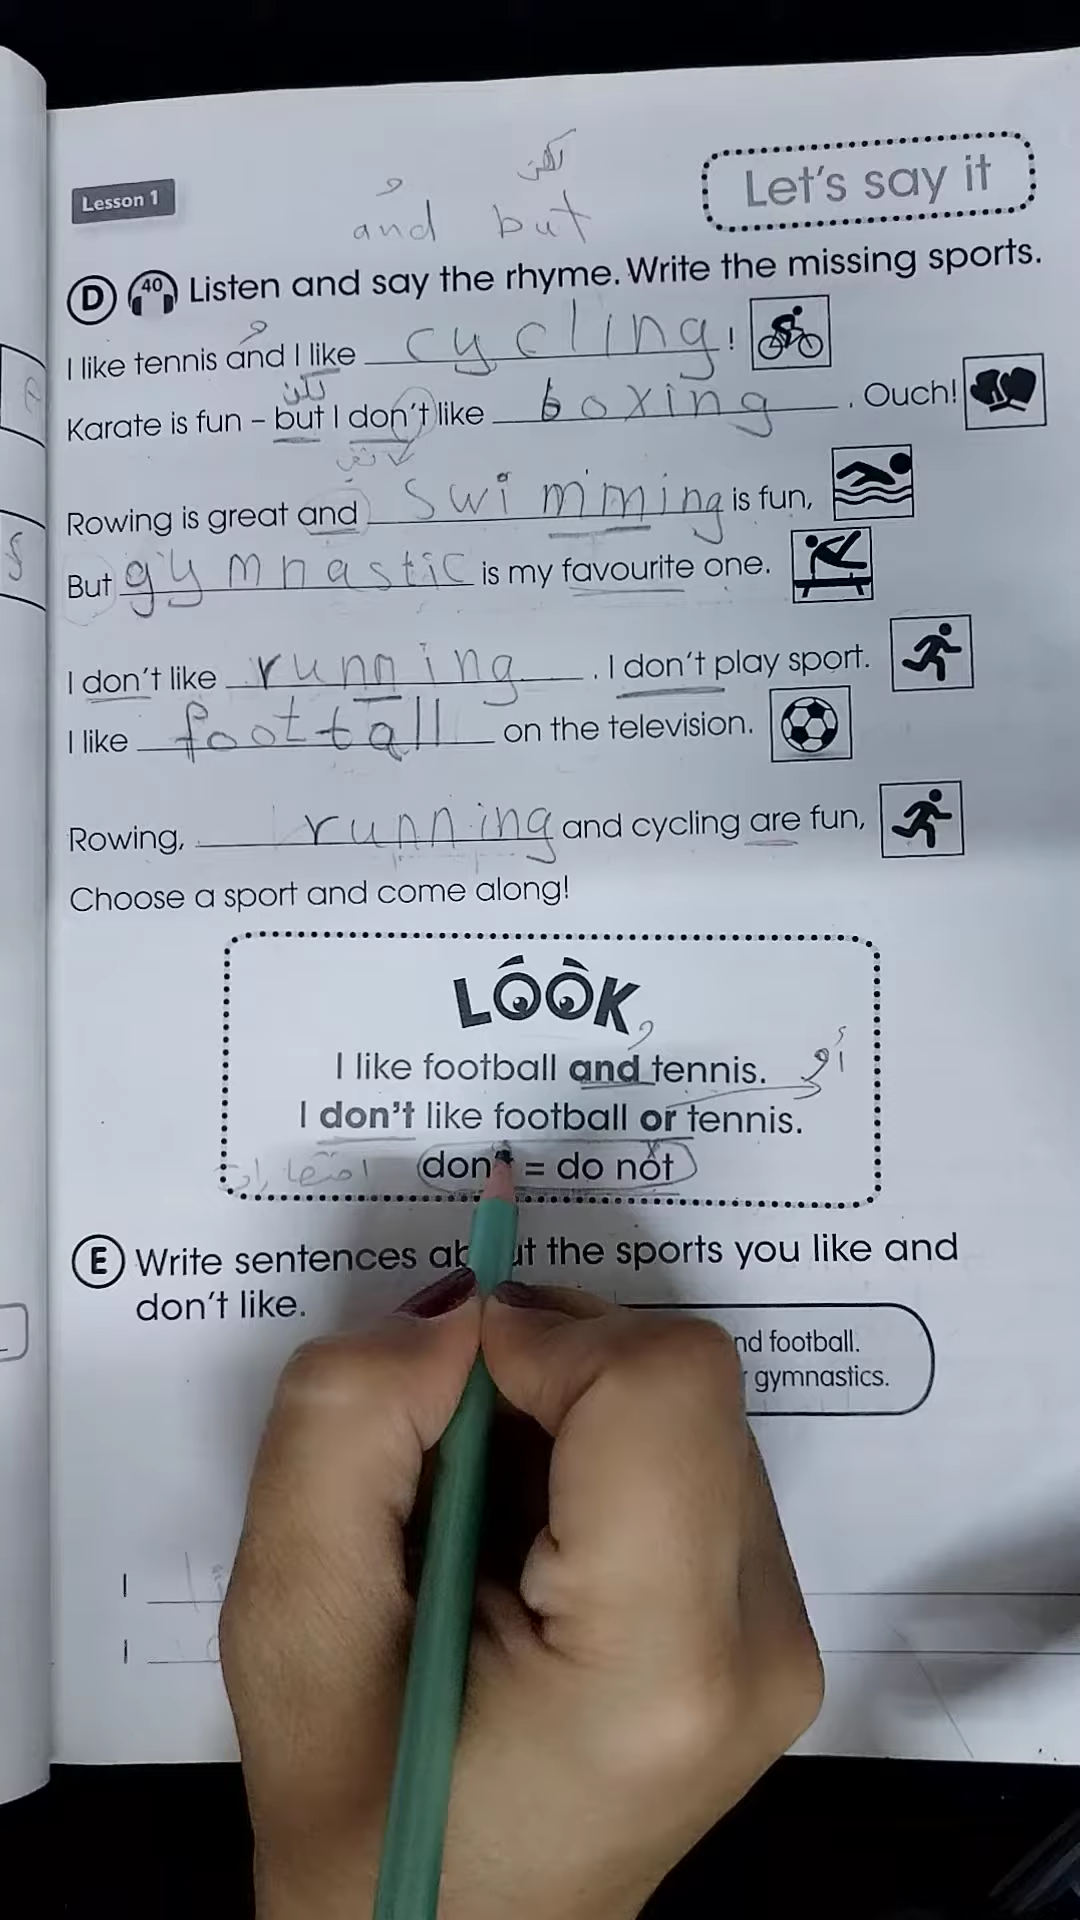 Lesson 1
و لكن
and but
Let's say it
D 40 Listen and say the rhyme. Write the missing sports.
و
I like tennis and I like cycling !
لكن
Karate is fun – but I don't like boxing . Ouch!
نفي
Rowing is great and swimming is fun,
But gymnastic is my favourite one.
I don't like running . I don't play sport.
I like football on the television.
Rowing, running and cycling are fun,
Choose a sport and come along!
LOOK
و
I like football and tennis. أو
I don't like football or tennis.
don't = do not
E Write sentences about the sports you like and
don't like.
nd football.
gymnastics.
I
I